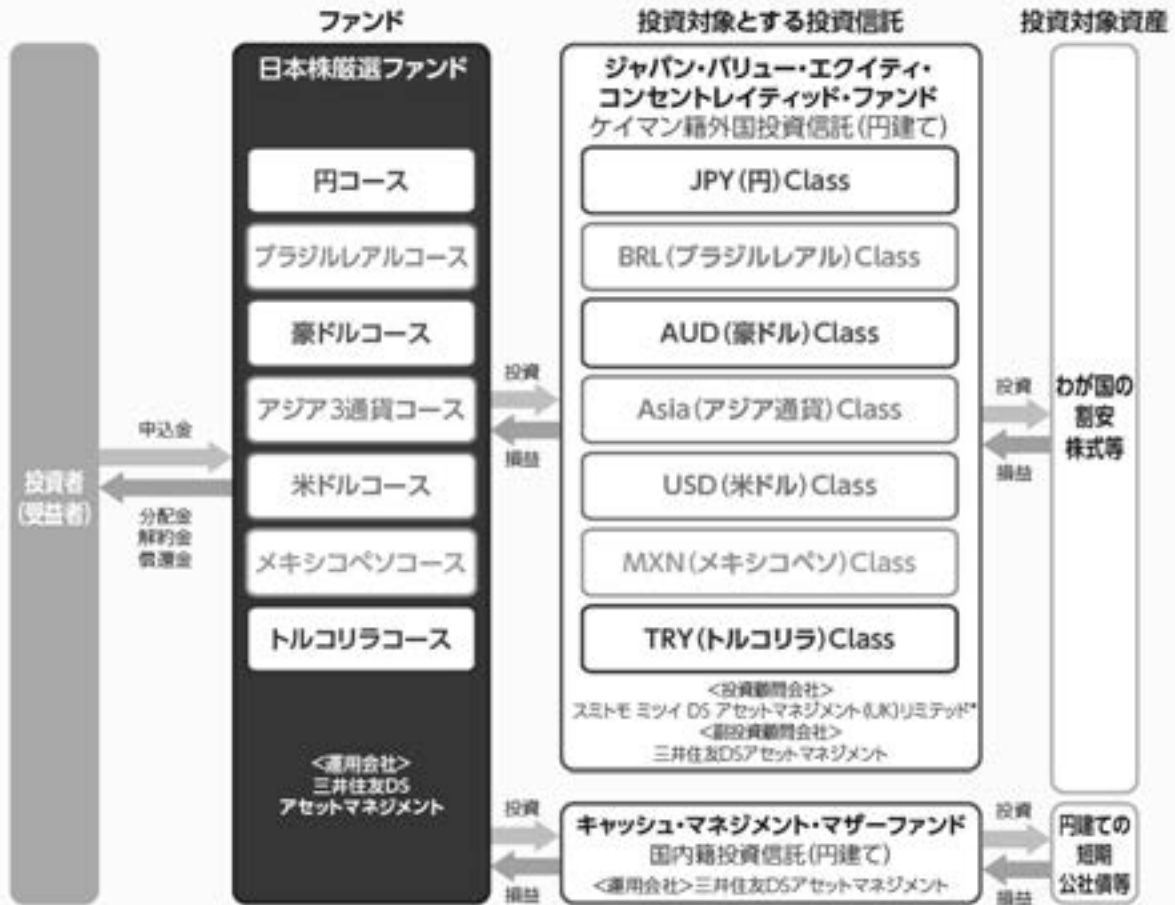 ファンド
投資対象とする投資信託
投資対象資産
投資者
(受益者)
申込金
分配金
解約金
償還金
日本株厳選ファンド
円コース
ブラジルレアルコース
豪ドルコース
アジア3通貨コース
米ドルコース
メキシコペソコース
トルコリラコース
<運用会社>
三井住友DS
アセットマネジメント
投資
損益
投資
損益
ジャパン・バリュー・エクイティ・
コンセントレイティッド・ファンド
ケイマン籍外国投資信託(円建て)
JPY(円)Class
BRL(ブラジルレアル)Class
AUD(豪ドル)Class
Asia(アジア通貨)Class
USD(米ドル)Class
MXN(メキシコペソ)Class
TRY(トルコリラ)Class
<投資顧問会社>
スミトモ ミツイ DS アセットマネジメント(UK)リミテッド*
<副投資顧問会社>
三井住友DSアセットマネジメント
キャッシュ・マネジメント・マザーファンド
国内籍投資信託(円建て)
<運用会社>三井住友DSアセットマネジメント
投資
損益
投資
損益
わが国の
割安
株式等
円建ての
短期
公社債等